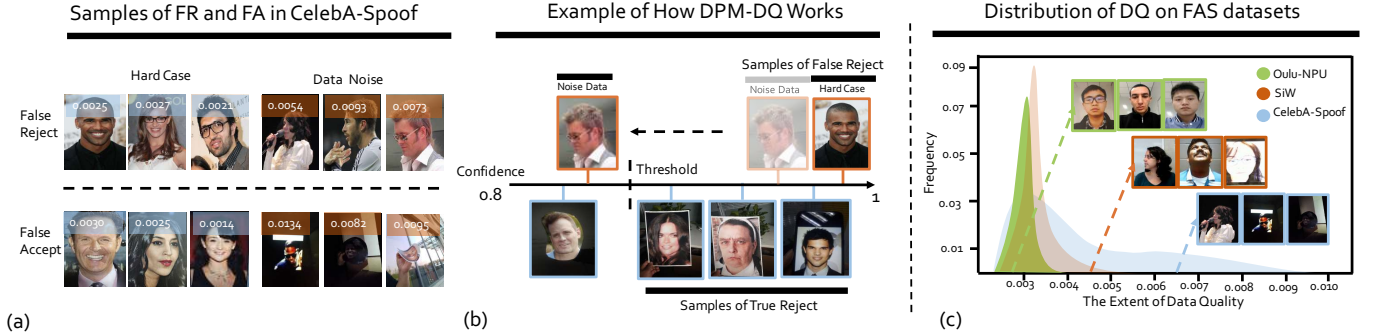 Samples of FR and FA in CelebA-Spoof
Hard Case
Data Noise
False
Reject
0.0025
0.0027
0.0021
0.0054
0.0093
0.0073
False
Accept
0.0030
0.0025
0.0014
0.0134
0.0082
0.0095
(a)
Example of How DPM-DQ Works
Noise Data
Samples of False Reject
Noise Data
Hard Case
Confidence
Threshold
0.8
1
Samples of True Reject
(b)
Distribution of DQ on FAS datasets
Oulu-NPU
SiW
CelebA-Spoof
Frequency
0.09
0.07
0.05
0.03
0.01
0.003
0.004
0.005
0.006
0.007
0.008
0.009
0.010
The Extent of Data Quality
(c)